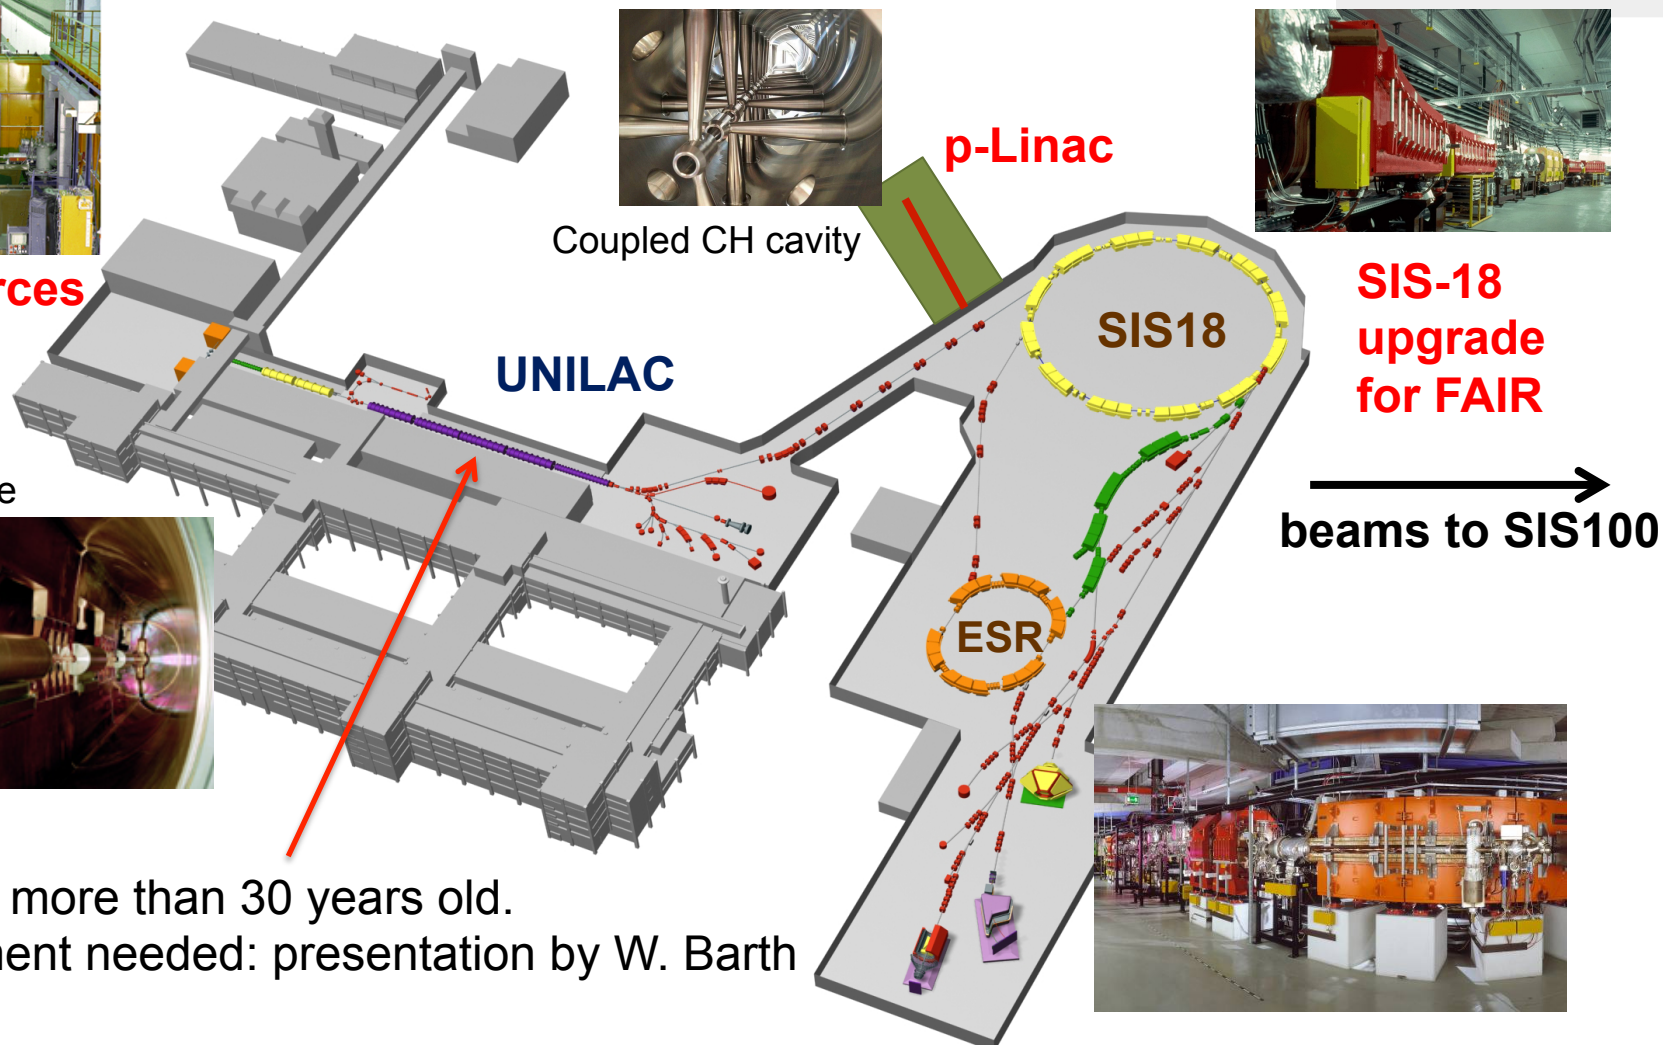 p-Linac
Coupled CH cavity
rces
SIS-18
upgrade
for FAIR
SIS18
UNILAC
e
beams to SIS100
ESR
more than 30 years old.
ment needed: presentation by W. Barth